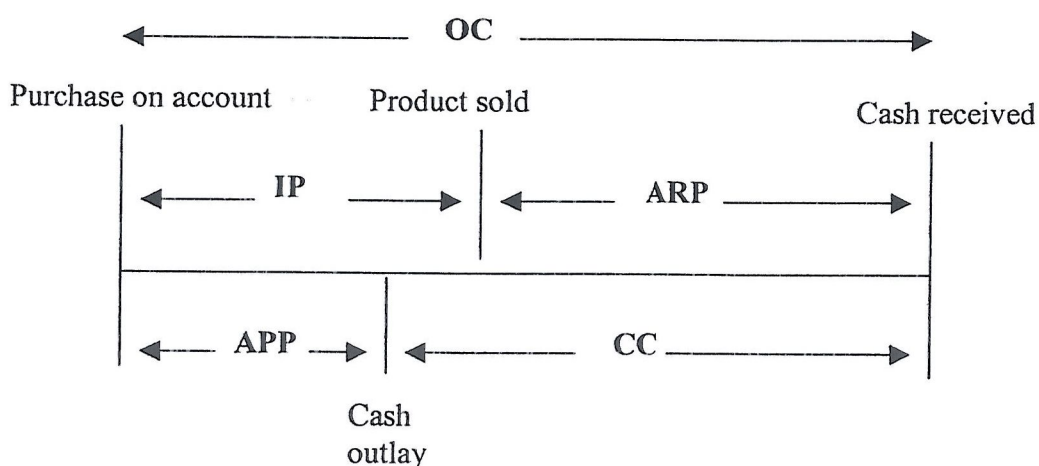 OC
Purchase on account
Product sold
Cash received
IP
ARP
APP
CC
Cash
outlay